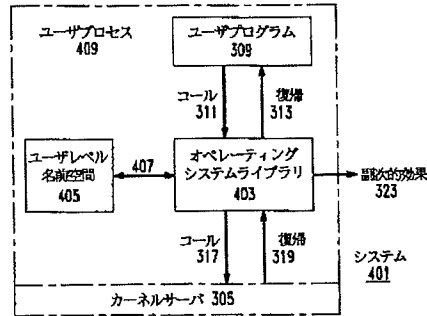 ユーザプロセス
409
ユーザプログラム
309
コール
311
復帰
313
ユーザレベル
名前空間
405
407
オペレーティング
システムライブラリ
403
副次的効果
323
コール
317
復帰
319
システム
401
カーネルサーバ 305